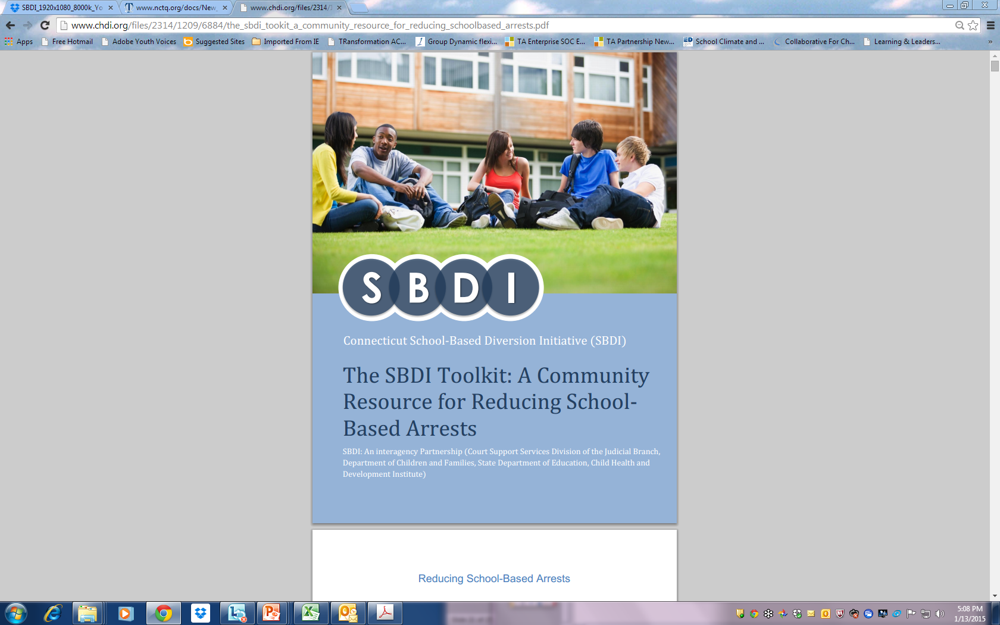 SBDI_1920x1080_8000k_Yo
www.nctq.org/docs/New_
www.chdi.org/files/2314/1
www.chdi.org/files/2314/1209/6884/the_sbdi_tookit_a_community_resource_for_reducing_schoolbased_arrests.pdf
Apps
Free Hotmail
Adobe Youth Voices
Suggested Sites
Imported From IE
TRansformation AC...
Group Dynamic flexi...
TA Enterprise SOC E...
TA Partnership New...
School Climate and ...
Collaborative For Ch...
Learning & Leaders...
»
SBDI
Connecticut School-Based Diversion Initiative (SBDI)
The SBDI Toolkit: A Community
Resource for Reducing School-
Based Arrests
SBDI: An interagency Partnership (Court Support Services Division of the Judicial Branch,
Department of Children and Families, State Department of Education, Child Health and
Development Institute)
Reducing School-Based Arrests
5:08 PM
1/13/2015